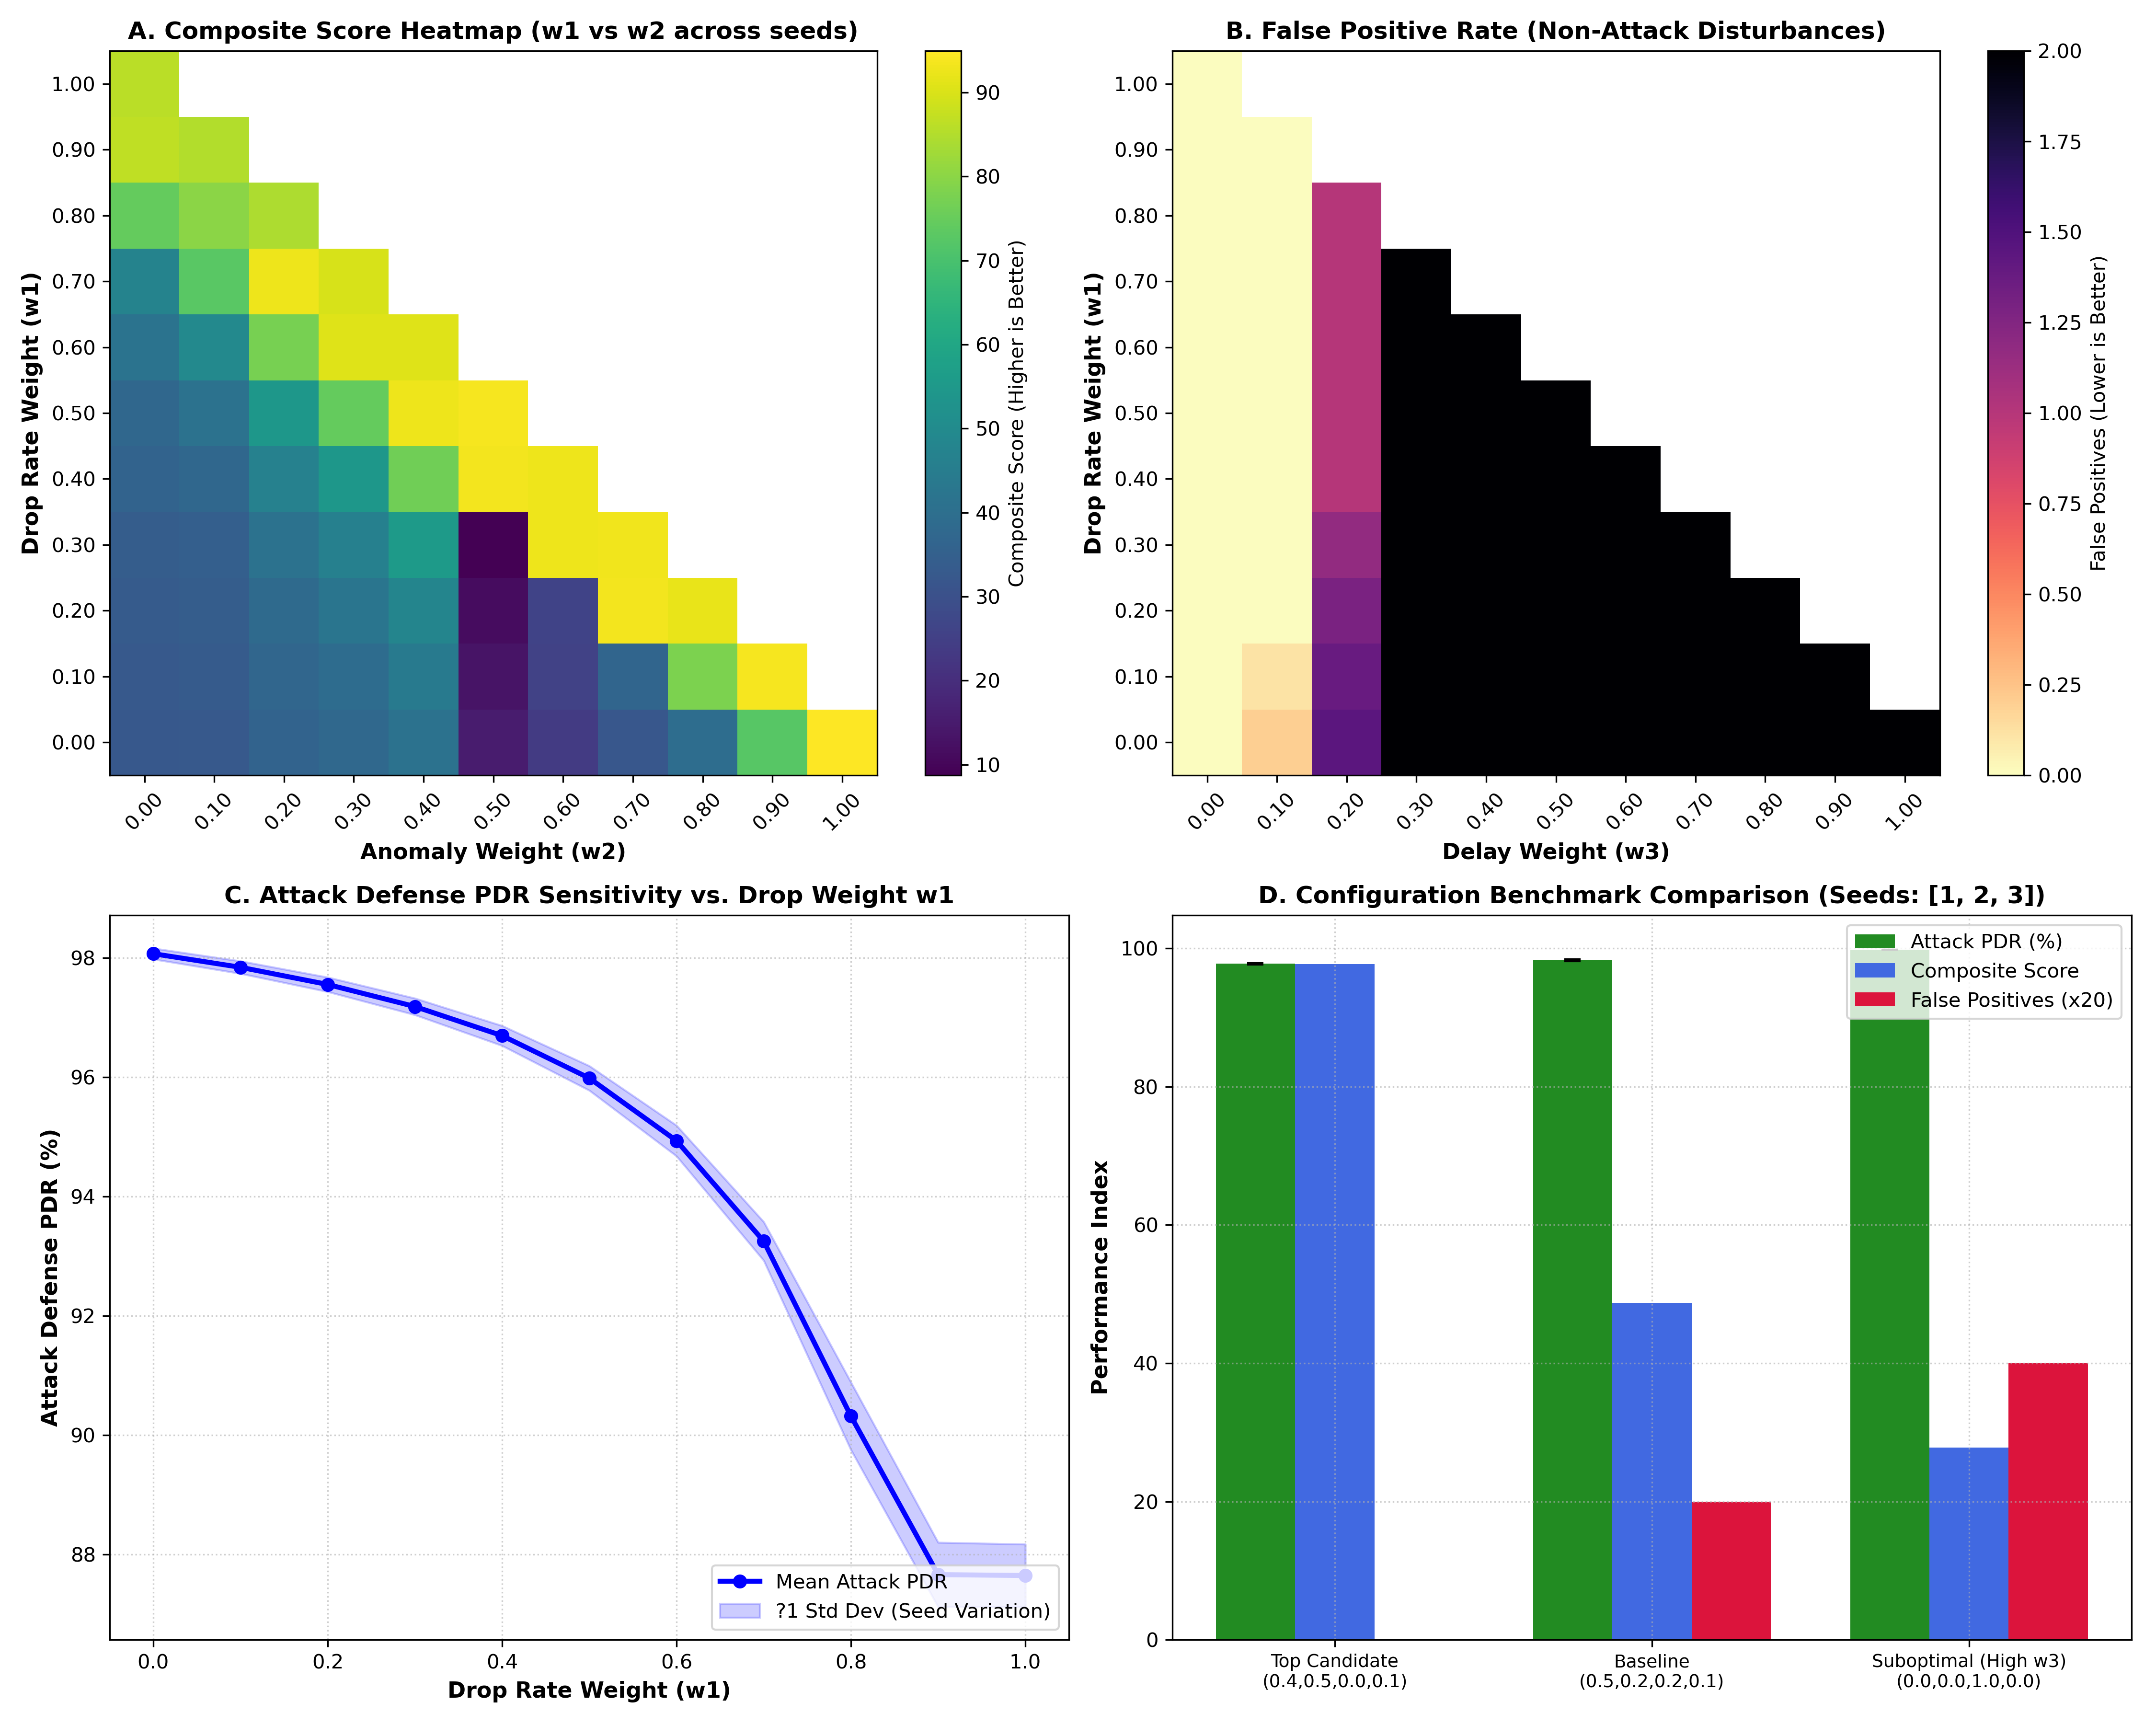 A. Composite Score Heatmap (w1 vs w2 across seeds)
1.00
0.90
0.80
0.70
0.60
0.50
0.40
0.30
0.20
0.10
0.00
Drop Rate Weight (w1)
0.00 0.10 0.20 0.30 0.40 0.50 0.60 0.70 0.80 0.90 1.00
Anomaly Weight (w2)
90
80
70
60
50
40
30
20
10
Composite Score (Higher is Better)
B. False Positive Rate (Non-Attack Disturbances)
1.00
0.90
0.80
0.70
0.60
0.50
0.40
0.30
0.20
0.10
0.00
Drop Rate Weight (w1)
0.00 0.10 0.20 0.30 0.40 0.50 0.60 0.70 0.80 0.90 1.00
Delay Weight (w3)
2.00
1.75
1.50
1.25
1.00
0.75
0.50
0.25
0.00
False Positives (Lower is Better)
C. Attack Defense PDR Sensitivity vs. Drop Weight w1
98
96
94
92
90
88
Attack Defense PDR (%)
Mean Attack PDR
?1 Std Dev (Seed Variation)
0.0 0.2 0.4 0.6 0.8 1.0
Drop Rate Weight (w1)
D. Configuration Benchmark Comparison (Seeds: [1, 2, 3])
Attack PDR (%)
Composite Score
False Positives (x20)
100
80
60
40
20
0
Performance Index
Top Candidate
(0.4,0.5,0.0,0.1)
Baseline
(0.5,0.2,0.2,0.1)
Suboptimal (High w3)
(0.0,0.0,1.0,0.0)